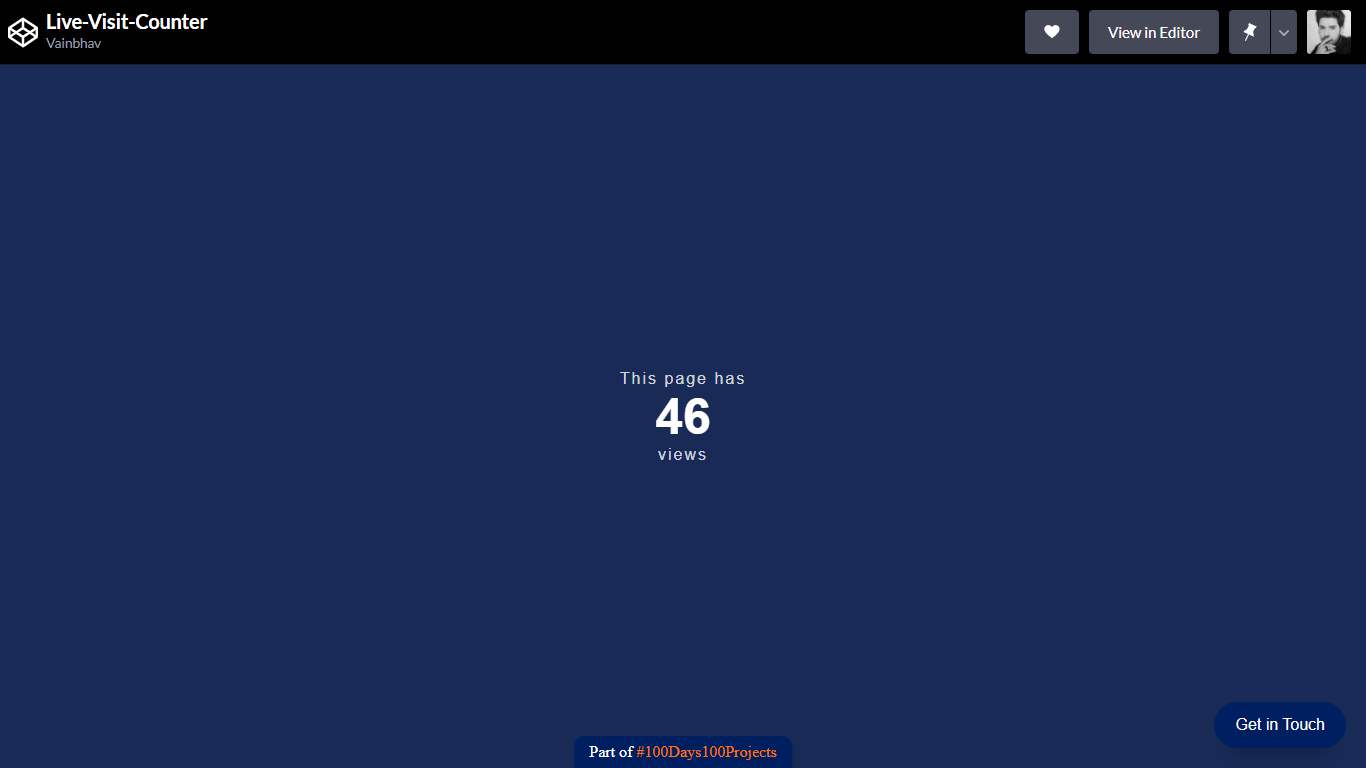 Live-Visit-Counter
Vainbhav
View in Editor
This page has
46
views
Get in Touch
Part of #100Days100Projects